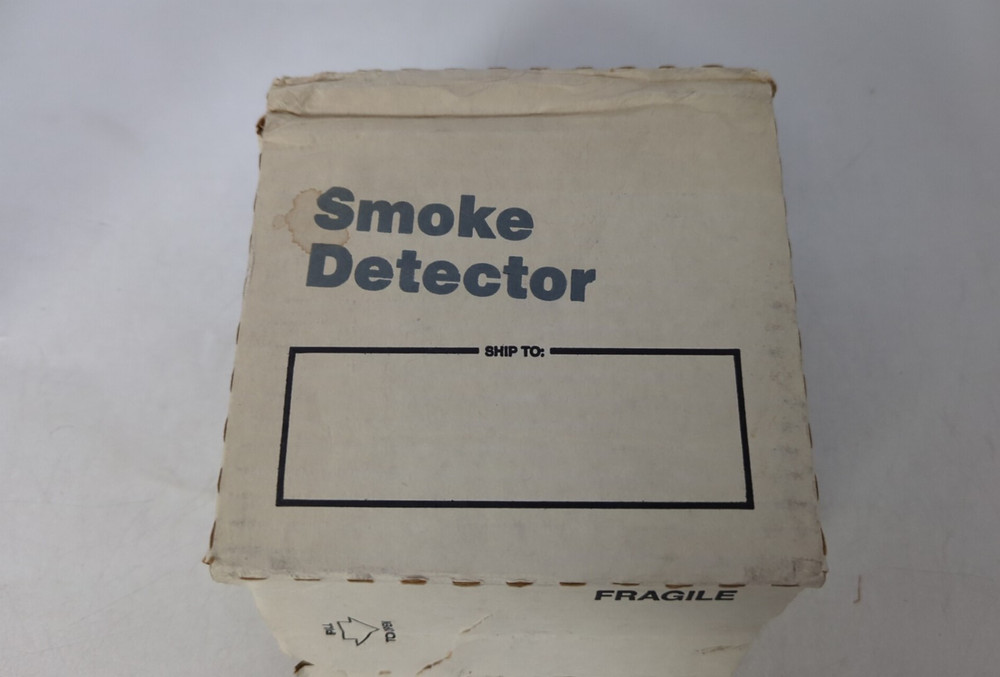 Smoke
Detector
SHIP TO:
FRAGILE